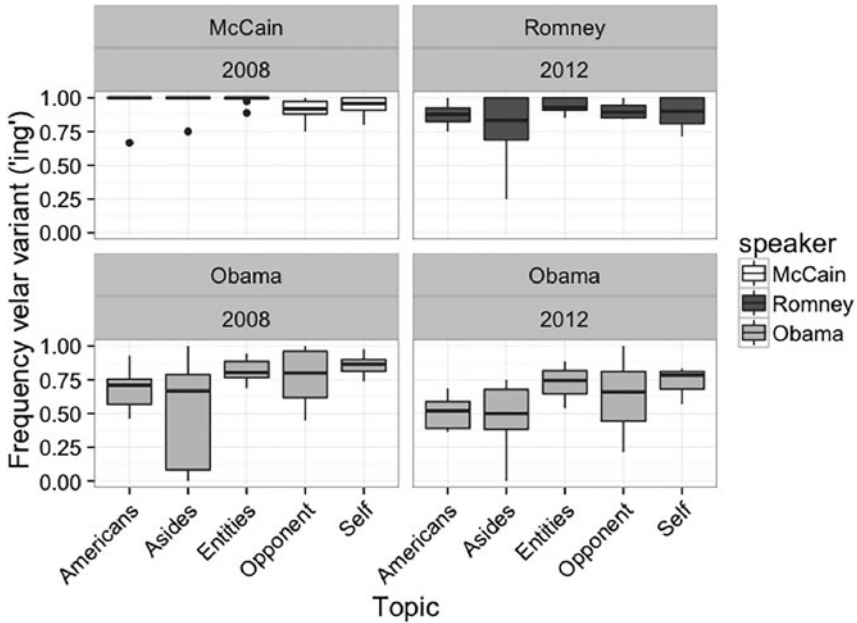 McCain
Romney
2008
2012
1.00
0.75
0.50
0.25
0.00
Obama
Obama
2008
2012
1.00
0.75
0.50
0.25
0.00
Frequency velar variant ('ing')
Americans
Asides
Entities
Opponent
Self
Americans
Asides
Entities
Opponent
Self
Topic
speaker
McCain
Romney
Obama